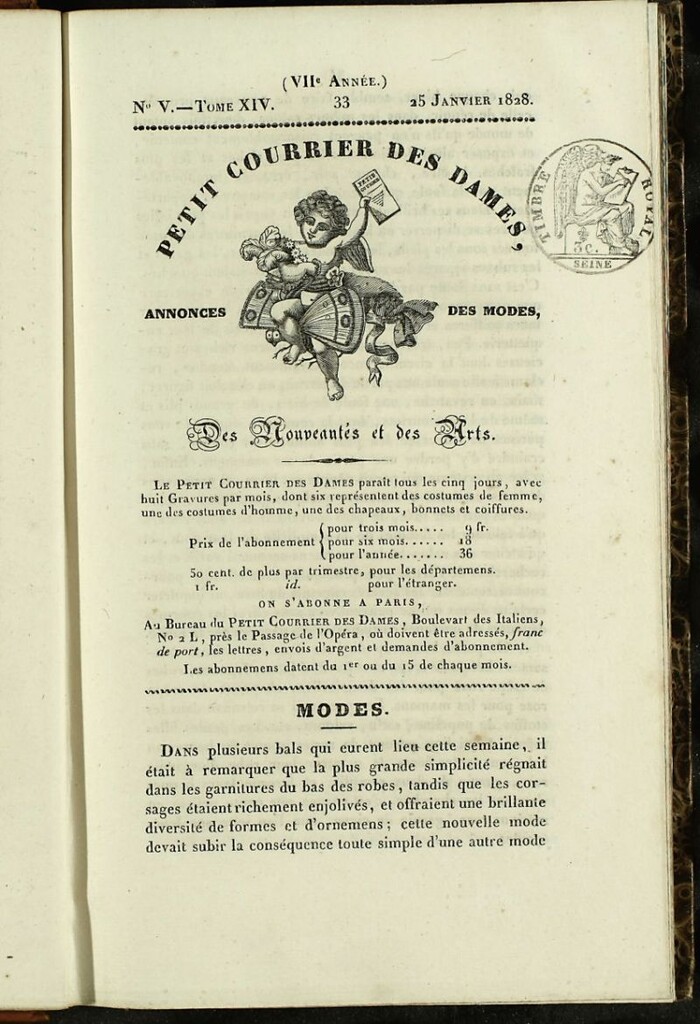 (VIIe Année.)
No V.—Tome XIV. 33 25 Janvier 1828.
PETIT COURRIER DES DAMES,
PETIT COURRIER
TIMBRE ROYAL
3c.
SEINE
ANNONCES DES MODES,
Des Nouveautés et des Arts.
Le Petit Courrier des Dames paraît tous les cinq jours, avec
huit Gravures par mois, dont six représentent des costumes de femme,
une des costumes d'homme, une des chapeaux, bonnets et coiffures.
Prix de l'abonnement { pour trois mois..... 9 fr.
pour six mois...... 18
pour l'année....... 36
50 cent. de plus par trimestre, pour les départemens.
1 fr. id. pour l'étranger.
ON S'ABONNE A PARIS,
Au Bureau du Petit Courrier des Dames, Boulevart des Italiens,
No 2 L, près le Passage de l'Opéra, où doivent être adressés, franc
de port, les lettres, envois d'argent et demandes d'abonnement.
Les abonnemens datent du 1er ou du 15 de chaque mois.
MODES.
Dans plusieurs bals qui eurent lieu cette semaine, il
était à remarquer que la plus grande simplicité régnait
dans les garnitures du bas des robes, tandis que les cor-
sages étaient richement enjolivés, et offraient une brillante
diversité de formes et d'ornemens; cette nouvelle mode
devait subir la conséquence toute simple d'une autre mode